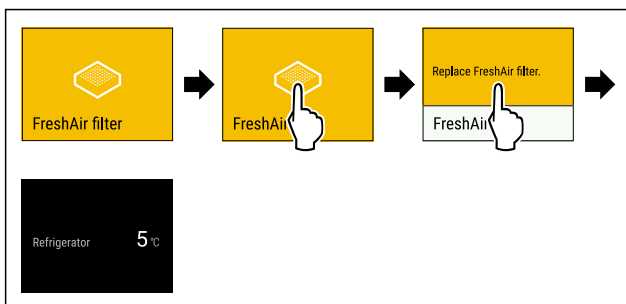 FreshAir filter
FreshAi
Replace FreshAir filter.
FreshAi
Refrigerator 5 °C